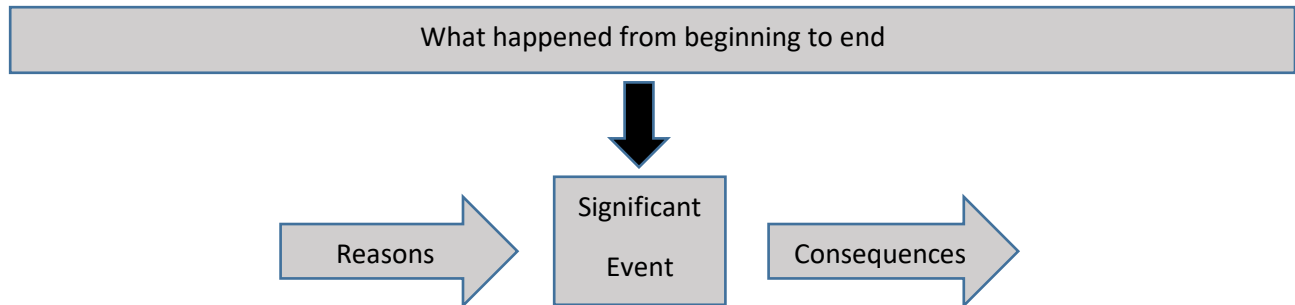 What happened from beginning to end
Significant
Event
Reasons
Consequences